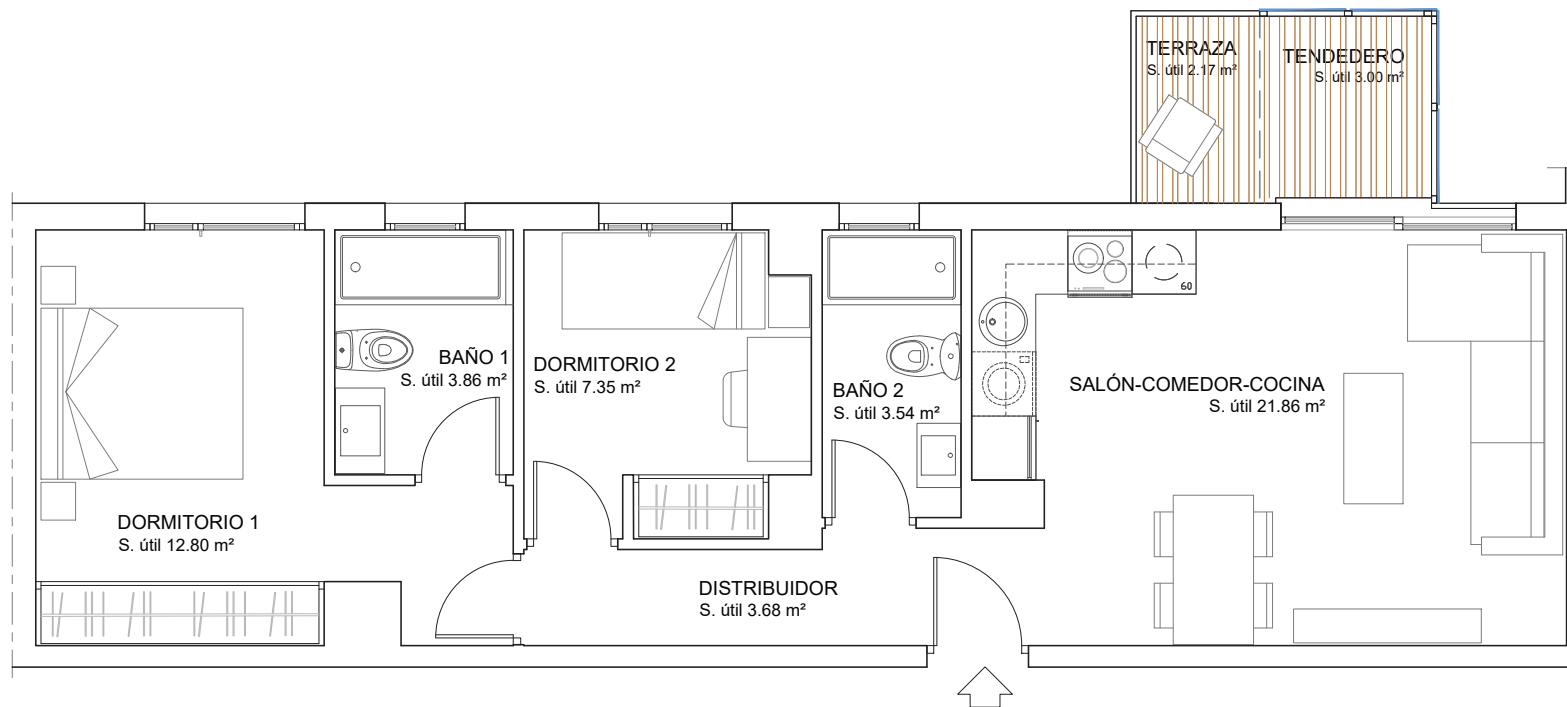 TERRAZA
S. útil 2.17 m²
TENDEDERO
S. útil 3.00 m²
60
BAÑO 1
S. útil 3.86 m²
DORMITORIO 2
S. útil 7.35 m²
BAÑO 2
S. útil 3.54 m²
SALÓN-COMEDOR-COCINA
S. útil 21.86 m²
DORMITORIO 1
S. útil 12.80 m²
DISTRIBUIDOR
S. útil 3.68 m²